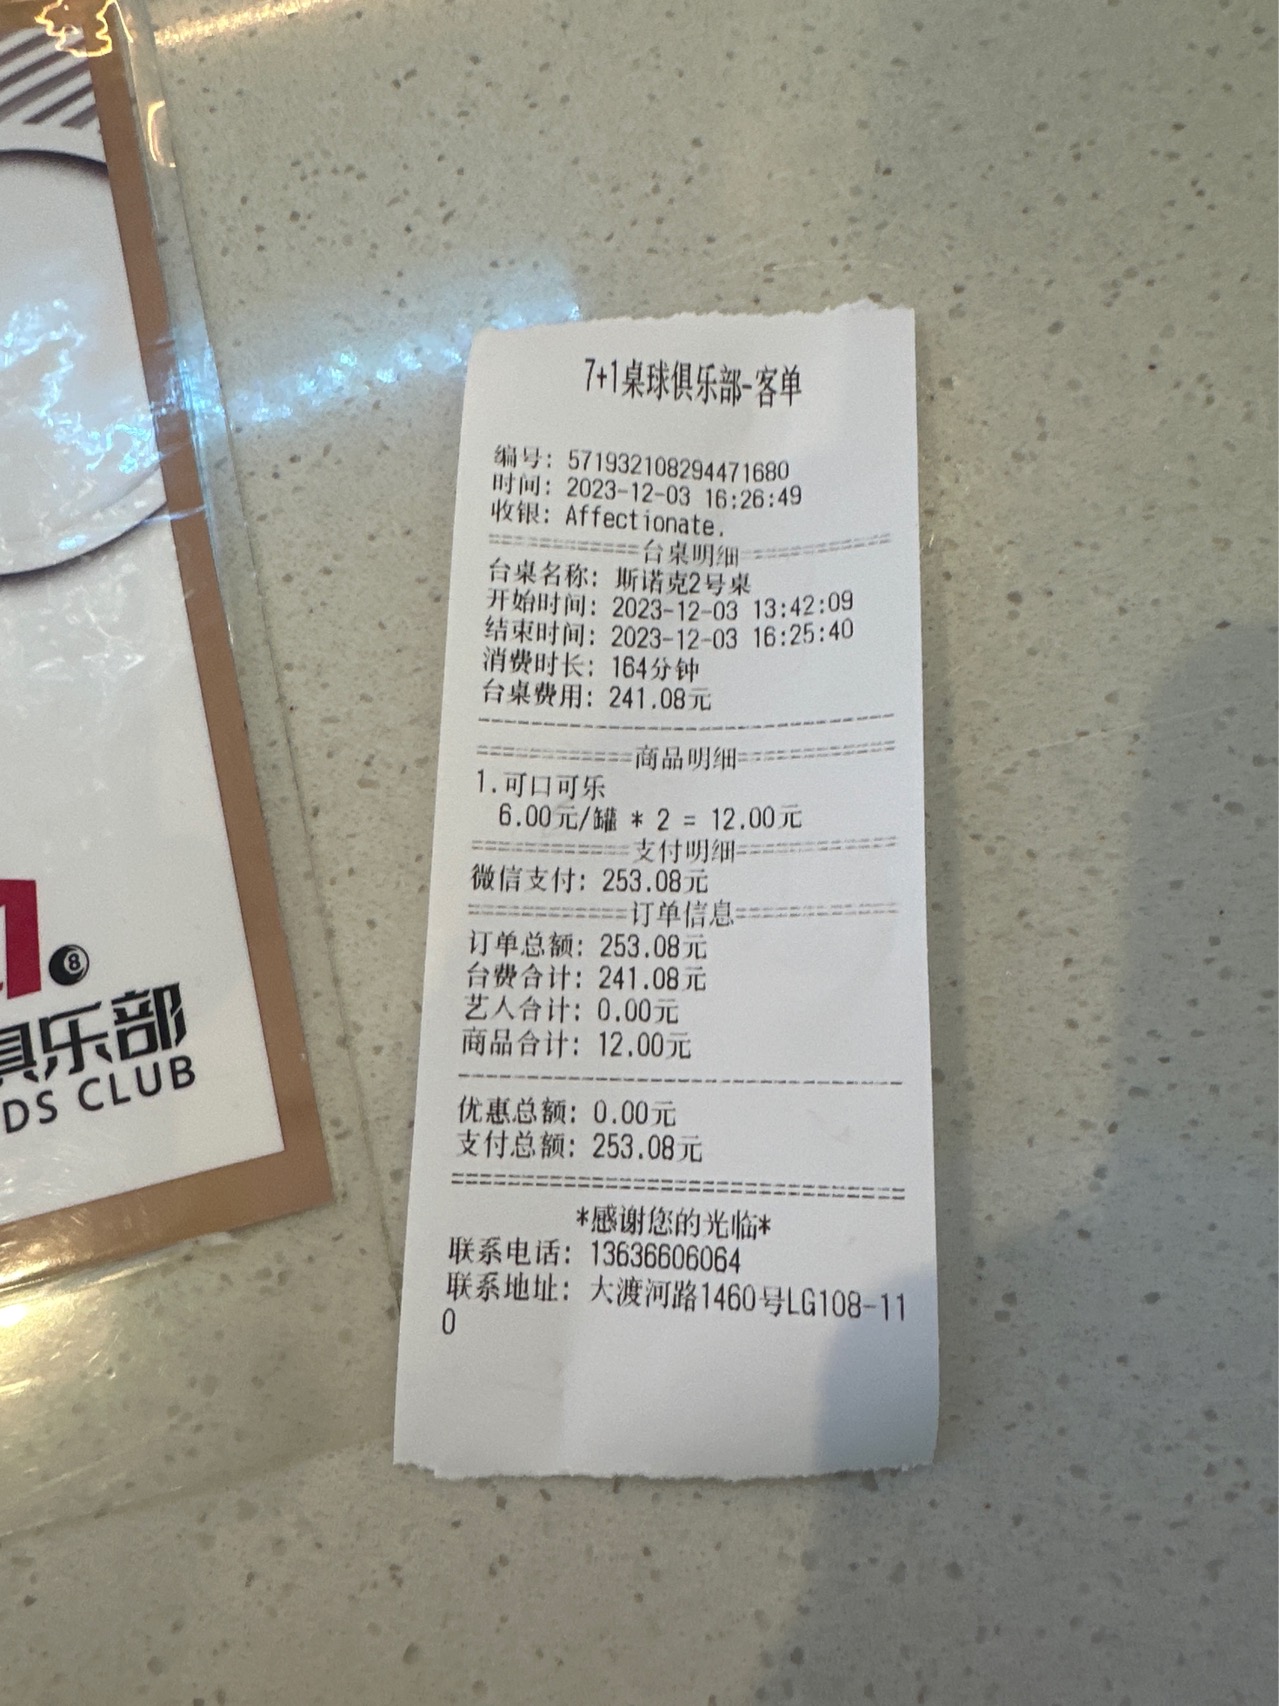 7+1桌球俱乐部-客单
编号: 571932108294471680
时间: 2023-12-03 16:26:49
收银: Affectionate.
==========台桌明细==========
台桌名称: 斯诺克2号桌
开始时间: 2023-12-03 13:42:09
结束时间: 2023-12-03 16:25:40
消费时长: 164分钟
台桌费用: 241.08元
--------------------------------
==========商品明细==========
1.可口可乐
6.00元/罐 * 2 = 12.00元
==========支付明细==========
微信支付: 253.08元
==========订单信息==========
订单总额: 253.08元
台费合计: 241.08元
艺人合计: 0.00元
商品合计: 12.00元
--------------------------------
优惠总额: 0.00元
支付总额: 253.08元
================================
*感谢您的光临*
联系电话: 13636606064
联系地址: 大渡河路1460号LG108-11
0
8
俱乐部
DS CLUB